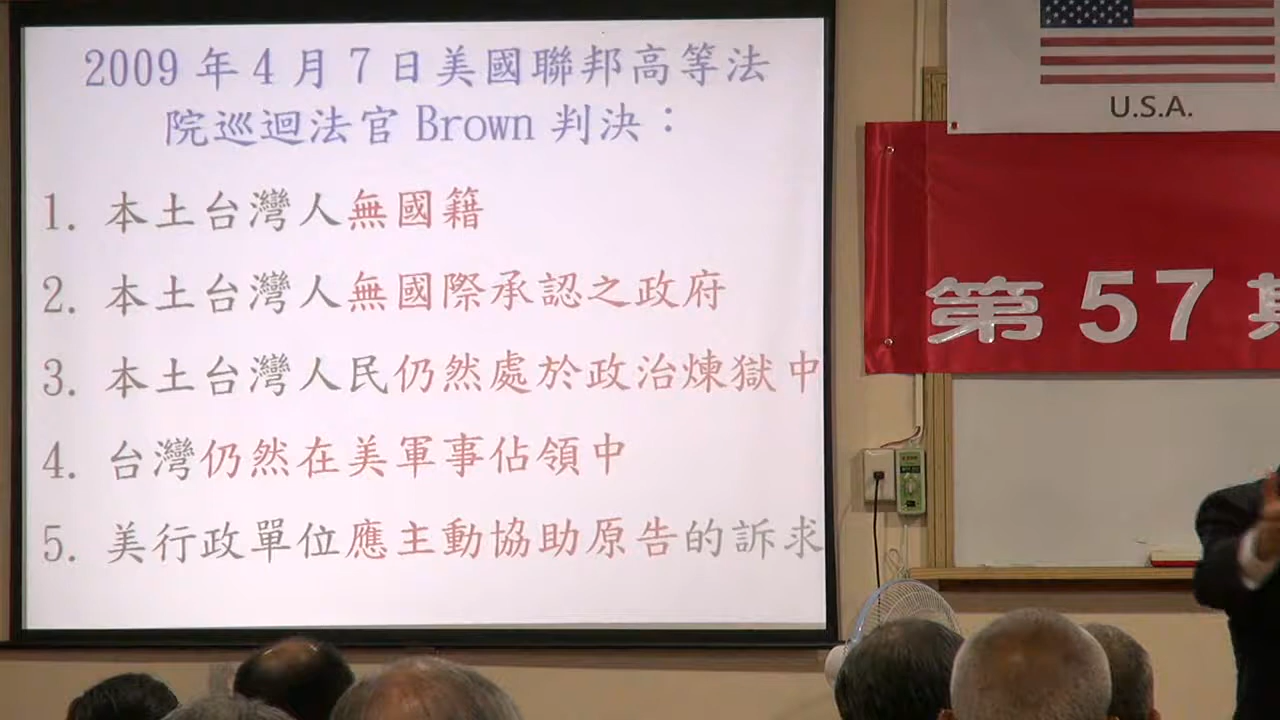 2009 年 4 月 7 日美國聯邦高等法
院巡迴法官 Brown 判決：
1. 本土台灣人無國籍
2. 本土台灣人無國際承認之政府
3. 本土台灣人民仍然處於政治煉獄中
4. 台灣仍然在美軍事佔領中
5. 美行政單位應主動協助原告的訴求
U.S.A.
第 57